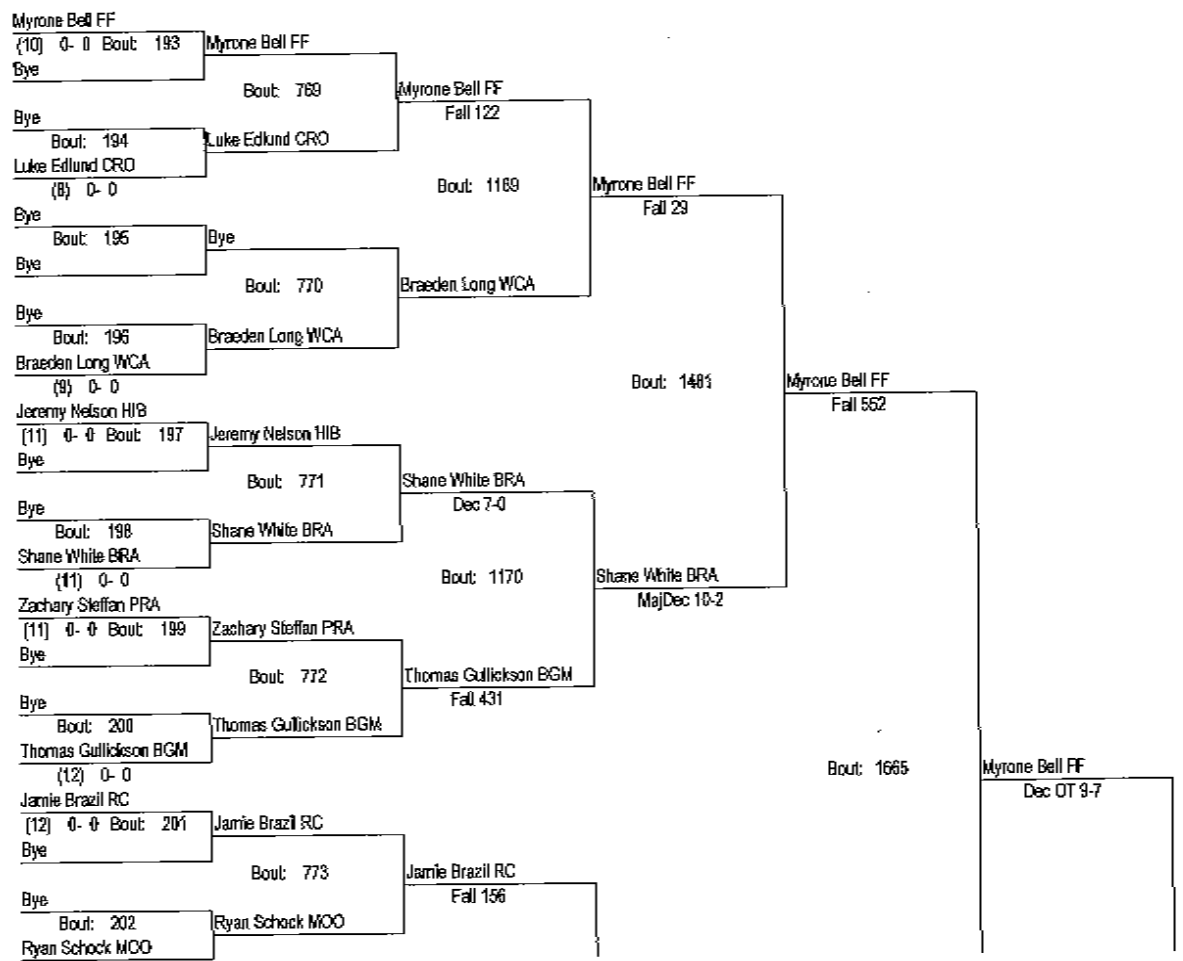 Myrone Bell FF
(10) 0- 0 Bout: 193
Myrone Bell FF
Bye
Bout: 769
Myrone Bell FF
Fall 122
Bye
Bout: 194
Luke Edlund CRO
Luke Edlund CRO
(8) 0- 0
Bout: 1169
Myrone Bell FF
Fall 29
Bye
Bout: 195
Bye
Bye
Bout: 770
Braeden Long WCA
Bye
Bout: 196
Braeden Long WCA
Braeden Long WCA
(9) 0- 0
Bout: 1481
Myrone Bell FF
Fall 552
Jeremy Nelson HIB
(11) 0- 0 Bout: 197
Jeremy Nelson HIB
Bye
Bout: 771
Shane White BRA
Dec 7-0
Bye
Bout: 198
Shane White BRA
Shane White BRA
(11) 0- 0
Bout: 1170
Shane White BRA
MajDec 10-2
Zachary Steffan PRA
(11) 0- 0 Bout: 199
Zachary Steffan PRA
Bye
Bout: 772
Thomas Gullickson BGM
Fall 431
Bye
Bout: 200
Thomas Gullickson BGM
Thomas Gullickson BGM
(12) 0- 0
Bout: 1665
Myrone Bell FF
Dec OT 9-7
Jamie Brazil RC
(12) 0- 0 Bout: 201
Jamie Brazil RC
Bye
Bout: 773
Jamie Brazil RC
Fall 156
Bye
Bout: 202
Ryan Schock MOO
Ryan Schock MOO